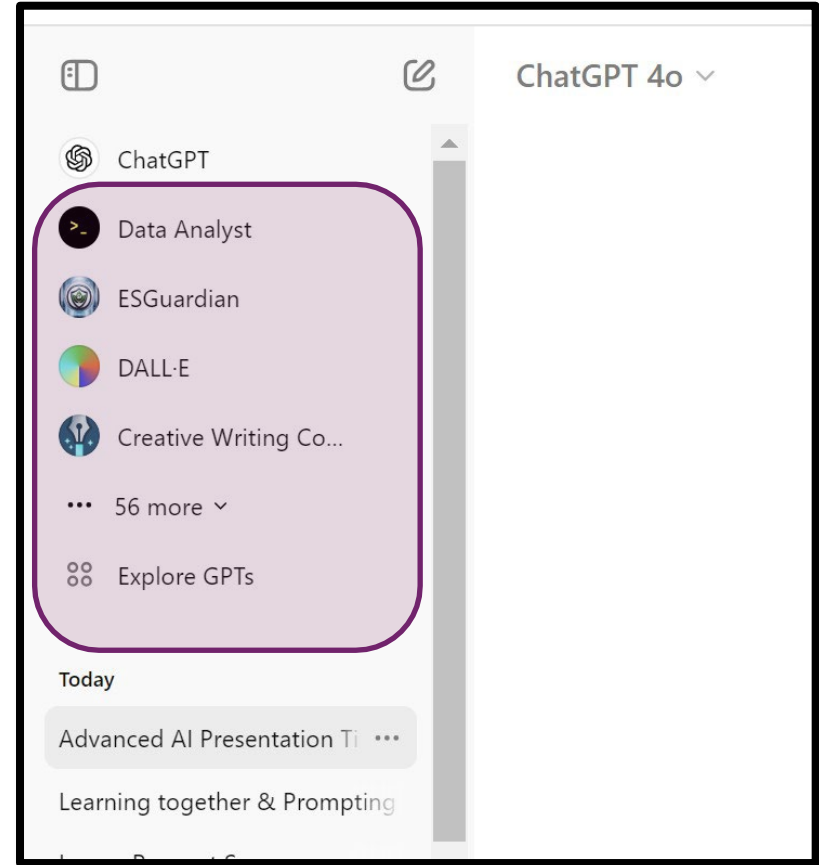 ChatGPT 4o
ChatGPT
>_
Data Analyst
ESGuardian
DALL·E
Creative Writing Co...
56 more
Explore GPTs
Today
Advanced AI Presentation Ti
Learning together & Prompting